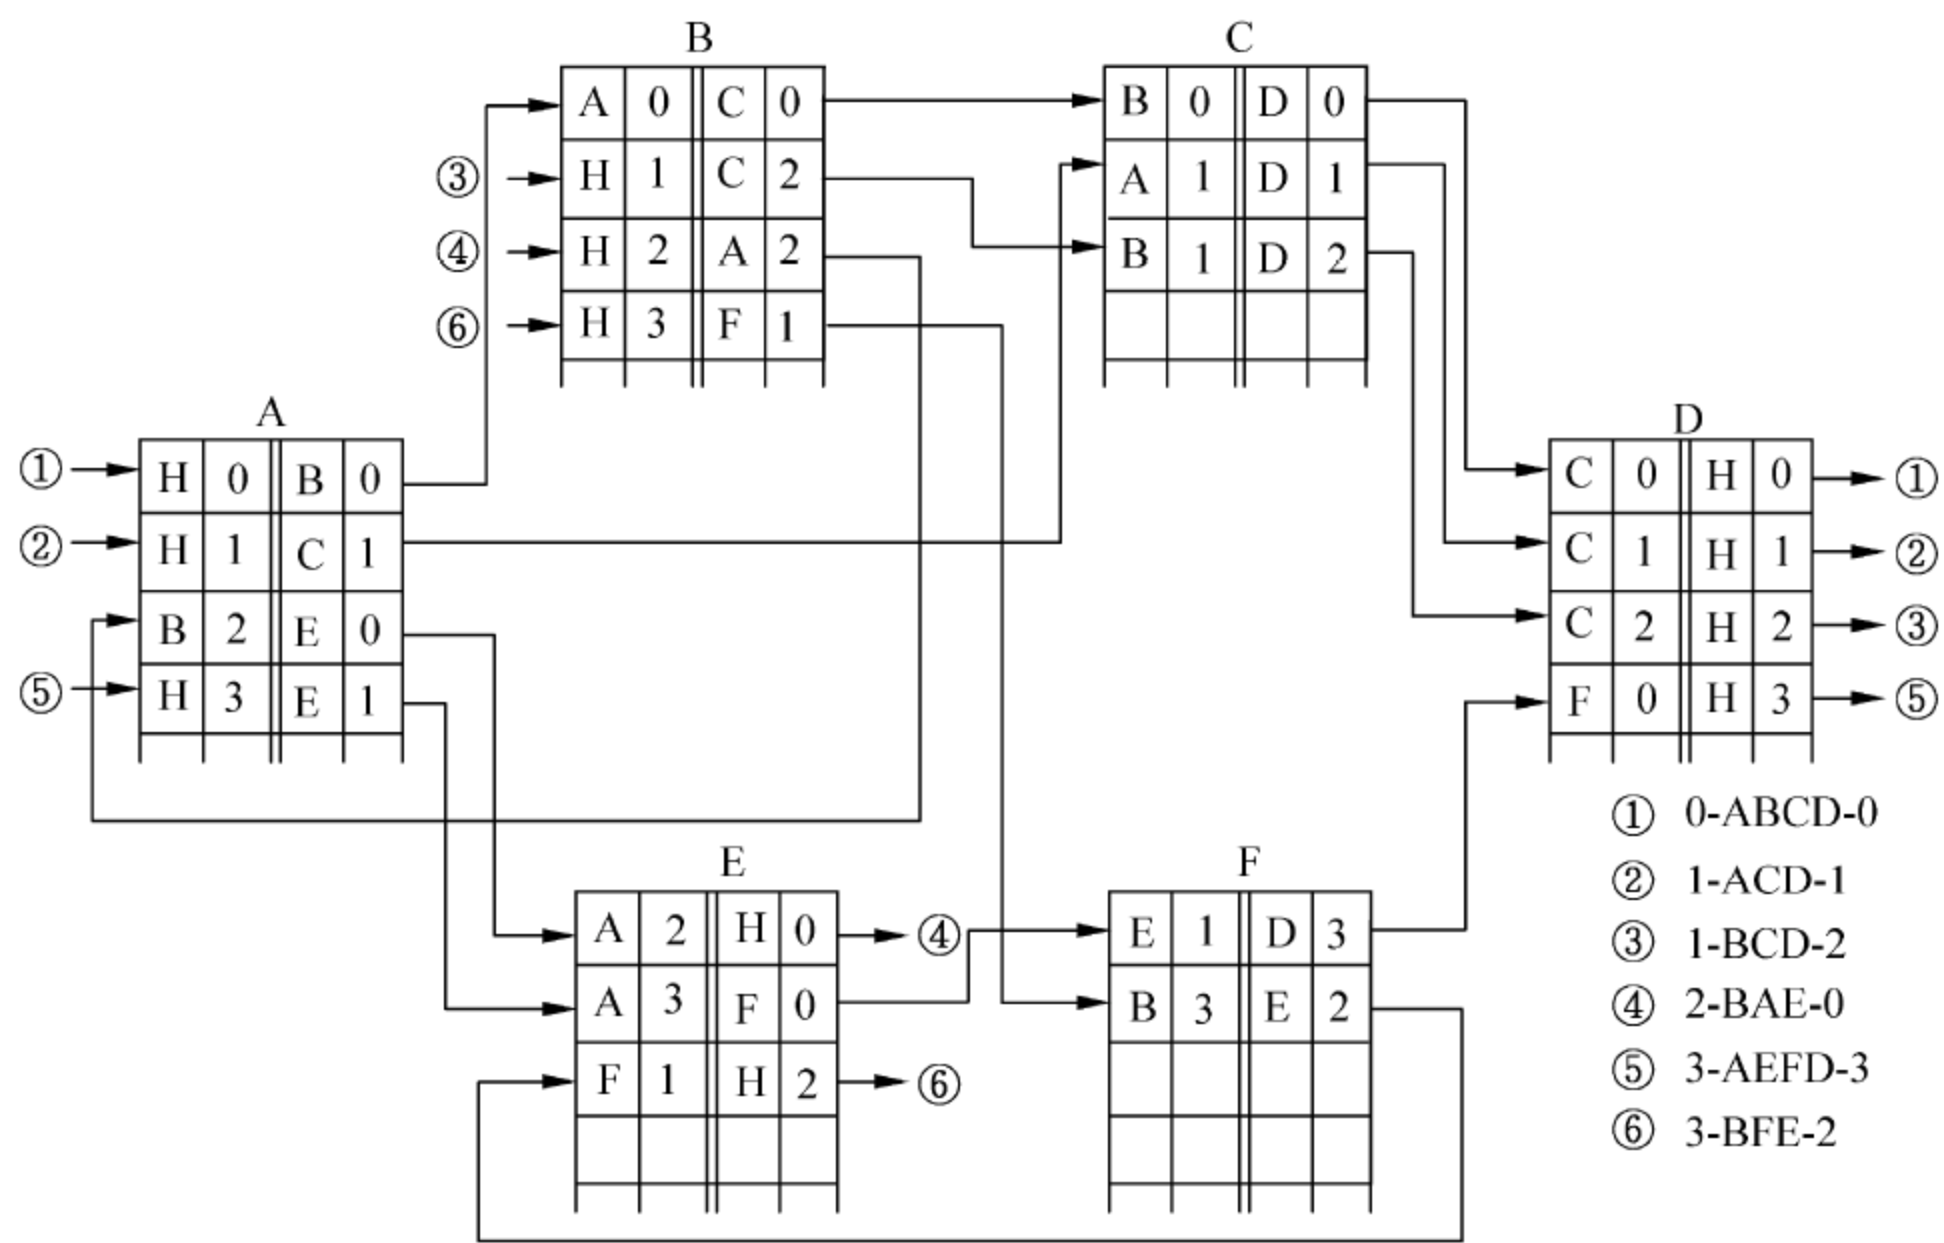 B
A 0 C 0
③ H 1 C 2
④ H 2 A 2
⑥ H 3 F 1
C
B 0 D 0
A 1 D 1
B 1 D 2
A
① H 0 B 0
② H 1 C 1
B 2 E 0
⑤ H 3 E 1
D
C 0 H 0 ①
C 1 H 1 ②
C 2 H 2 ③
F 0 H 3 ⑤
E
A 2 H 0 ④
A 3 F 0
F 1 H 2 ⑥
F
E 1 D 3
B 3 E 2
① 0-ABCD-0
② 1-ACD-1
③ 1-BCD-2
④ 2-BAE-0
⑤ 3-AEFD-3
⑥ 3-BFE-2